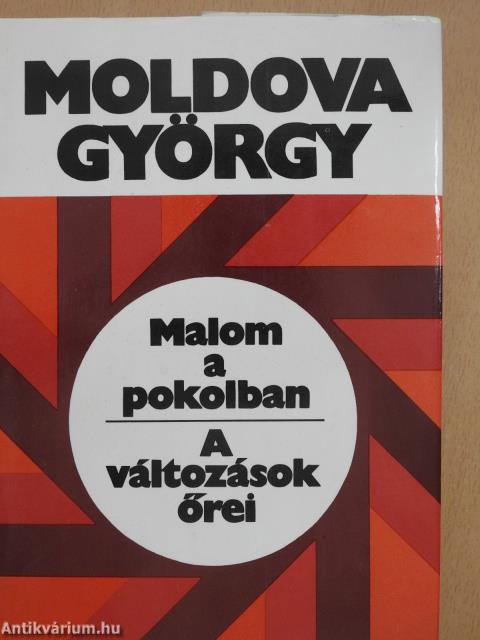 MOLDOVA
GYÖRGY
Malom
a
pokolban
A
változások
őrei
Antikvárium.hu